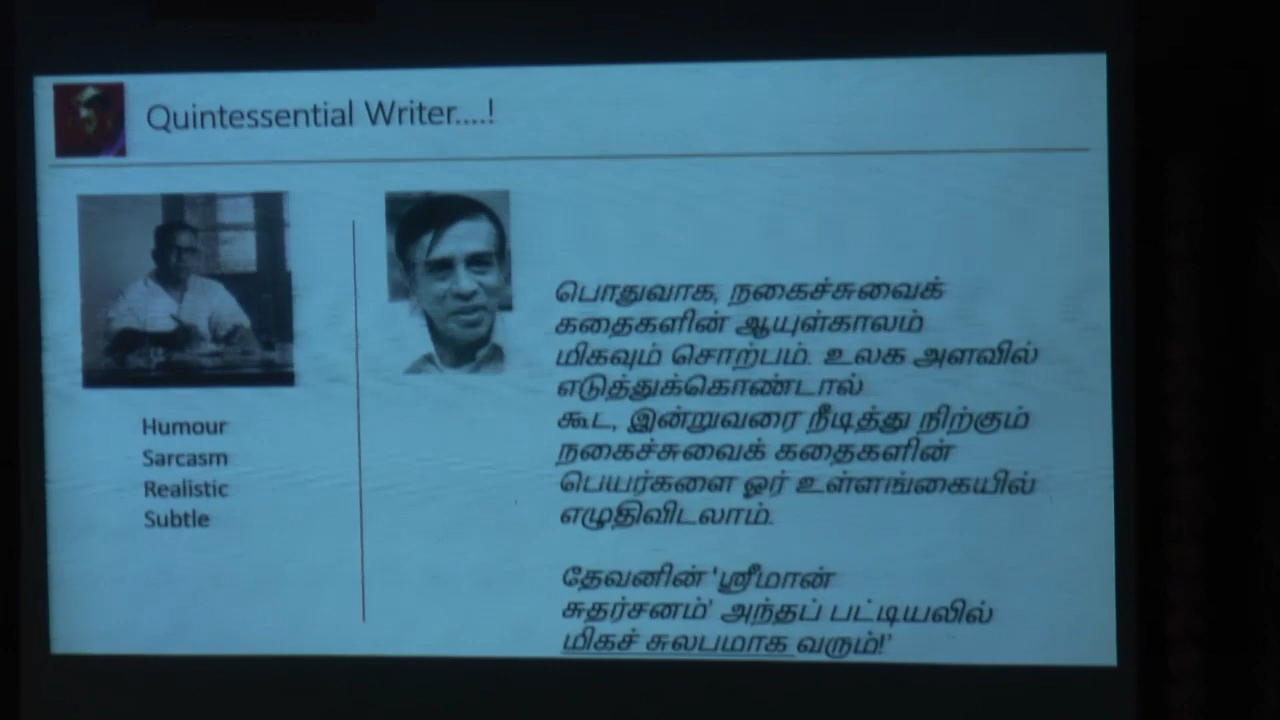 Quintessential Writer....!
Humour
Sarcasm
Realistic
Subtle
பொதுவாக, நகைச்சுவைக்
கதைகளின் ஆயுள்காலம்
மிகவும் சொற்பம். உலக அளவில்
எடுத்துக்கொண்டால்
கூட, இன்றுவரை நீடித்து நிற்கும்
நகைச்சுவைக் கதைகளின்
பெயர்களை ஓர் உள்ளங்கையில்
எழுதிவிடலாம்.
தேவனின் 'ஸ்ரீமான்
சுதர்சனம்' அந்தப் பட்டியலில்
மிகச் சுலபமாக வரும்!'